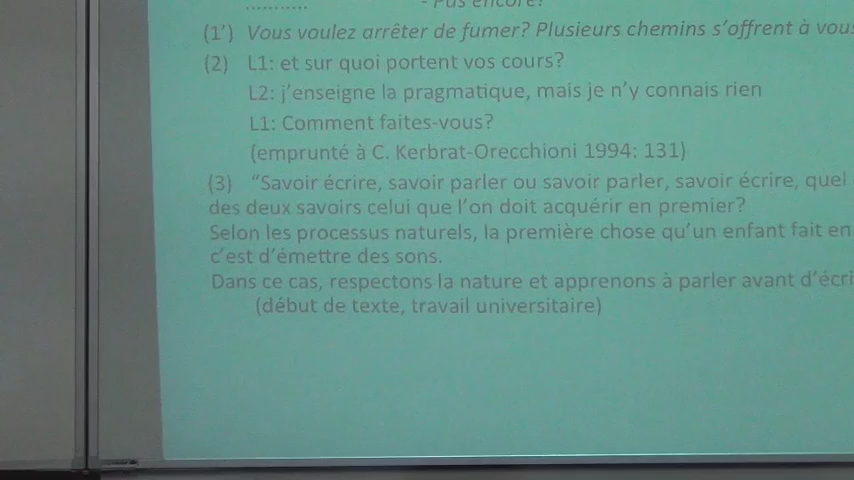 ........... - Pas encore!
(1') Vous voulez arrêter de fumer? Plusieurs chemins s'offrent à vous
(2) L1: et sur quoi portent vos cours?
L2: j'enseigne la pragmatique, mais je n'y connais rien
L1: Comment faites-vous?
(emprunté à C. Kerbrat-Orecchioni 1994: 131)
(3) "Savoir écrire, savoir parler ou savoir parler, savoir écrire, quel
des deux savoirs celui que l'on doit acquérir en premier?
Selon les processus naturels, la première chose qu'un enfant fait en
c'est d'émettre des sons.
Dans ce cas, respectons la nature et apprenons à parler avant d'écri
(début de texte, travail universitaire)